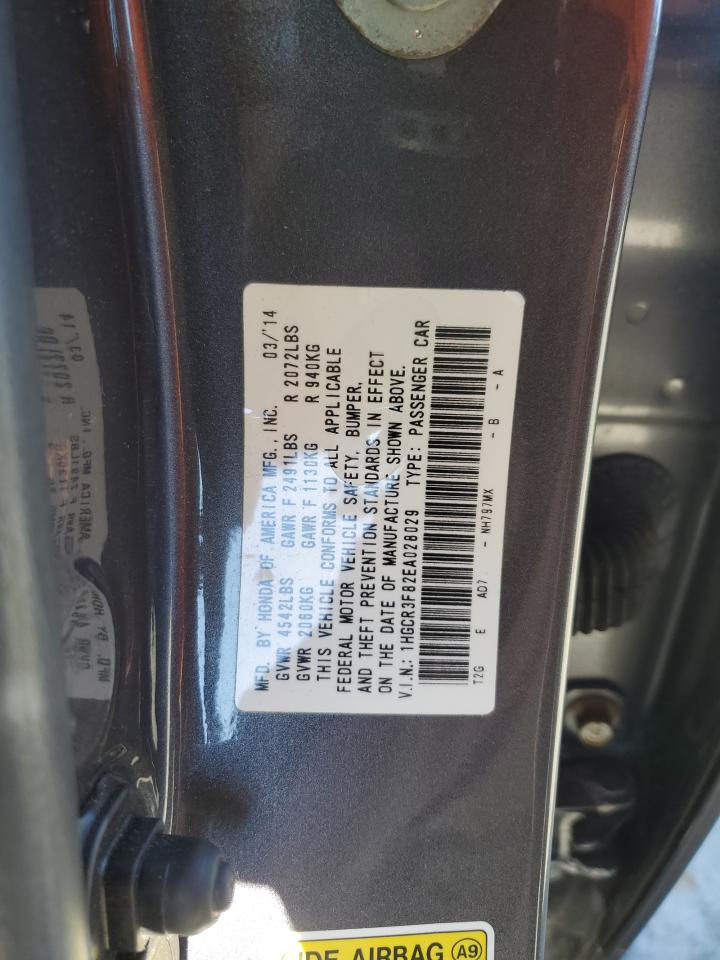 MFD. BY HONDA OF AMERICA MFG., INC. 03/'14
GVWR 4542LBS GAWR F 2491LBS R 2072LBS
GVWR 2060KG GAWR F 1130KG R 940KG
THIS VEHICLE CONFORMS TO ALL APPLICABLE
FEDERAL MOTOR VEHICLE SAFETY, BUMPER,
AND THEFT PREVENTION STANDARDS IN EFFECT
ON THE DATE OF MANUFACTURE SHOWN ABOVE.
V.I.N.: 1HGCR3F82EA028029 TYPE: PASSENGER CAR
T2G E AD7 - NH797MX - B - A
SIDE AIRBAG A9